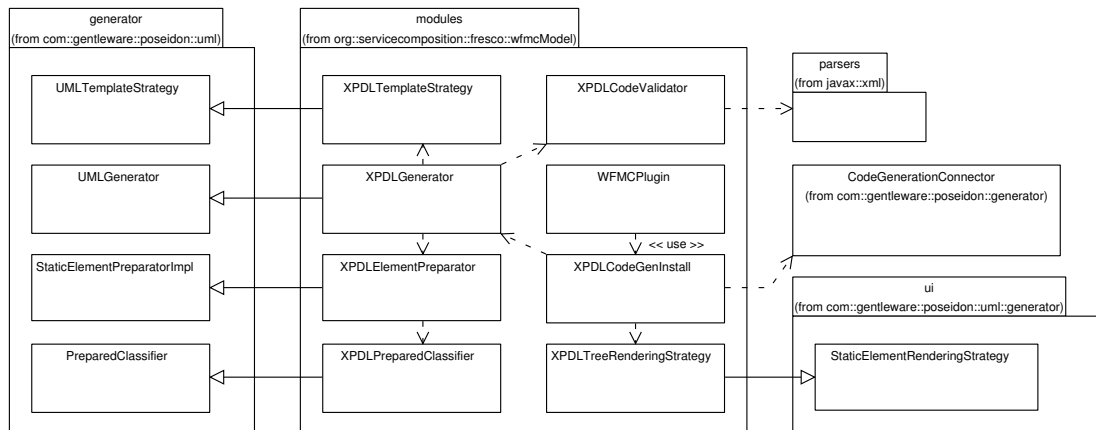 generator
(from com::gentleware::poseidon::uml)
modules
(from org::servicecomposition::fresco::wfmcModel)
parsers
(from javax::xml)
UMLTemplateStrategy
XPDLTemplateStrategy
XPDLCodeValidator
UMLGenerator
XPDLGenerator
WFMCPlugin
CodeGenerationConnector
(from com::gentleware::poseidon::generator)
<< use >>
StaticElementPreparatorImpl
XPDLElementPreparator
XPDLCodeGenInstall
ui
(from com::gentleware::poseidon::uml::generator)
PreparedClassifier
XPDLPreparedClassifier
XPDLTreeRenderingStrategy
StaticElementRenderingStrategy